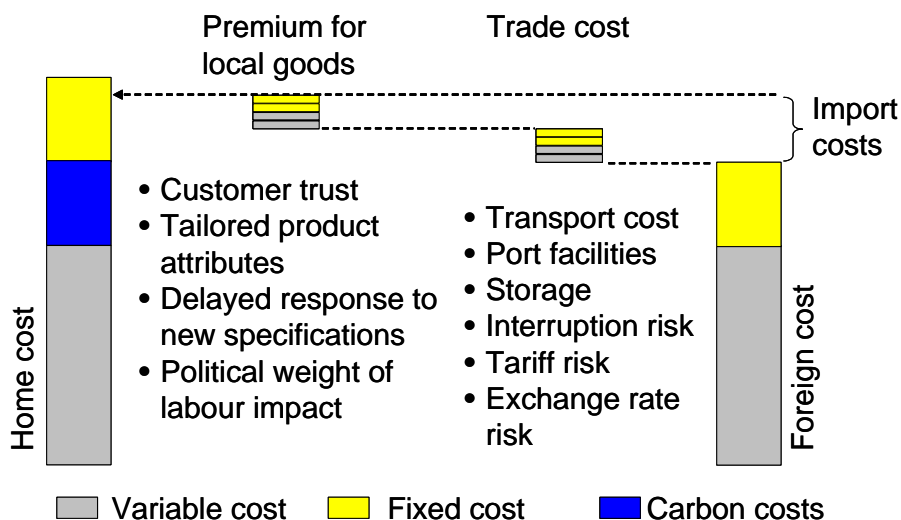 Premium for
local goods
Trade cost
Import
costs
• Customer trust
• Tailored product
attributes
• Delayed response to
new specifications
• Political weight of
labour impact
• Transport cost
• Port facilities
• Storage
• Interruption risk
• Tariff risk
• Exchange rate
risk
Home cost
Foreign cost
Variable cost
Fixed cost
Carbon costs